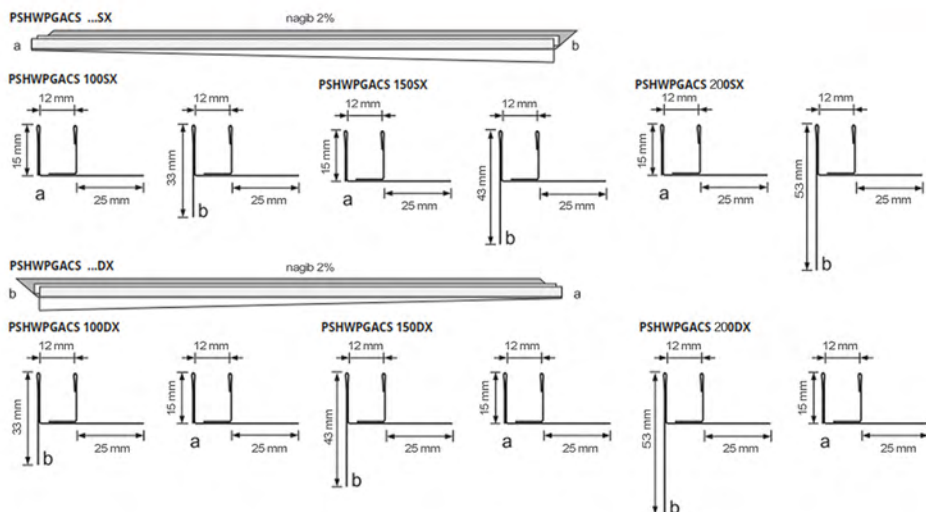 PSHWPGACS ...SX
nagib 2%
a
b
PSHWPGACS 100SX
PSHWPGACS 150SX
PSHWPGACS 200SX
12 mm
12 mm
12 mm
12 mm
12 mm
12 mm
15 mm
33 mm
15 mm
43 mm
15 mm
53 mm
a
25 mm
b
25 mm
a
25 mm
b
25 mm
a
25 mm
b
25 mm
PSHWPGACS ...DX
nagib 2%
b
a
PSHWPGACS 100DX
PSHWPGACS 150DX
PSHWPGACS 200DX
12 mm
12 mm
12 mm
12 mm
12 mm
12 mm
33 mm
15 mm
43 mm
15 mm
53 mm
15 mm
b
25 mm
a
25 mm
b
25 mm
a
25 mm
b
25 mm
a
25 mm